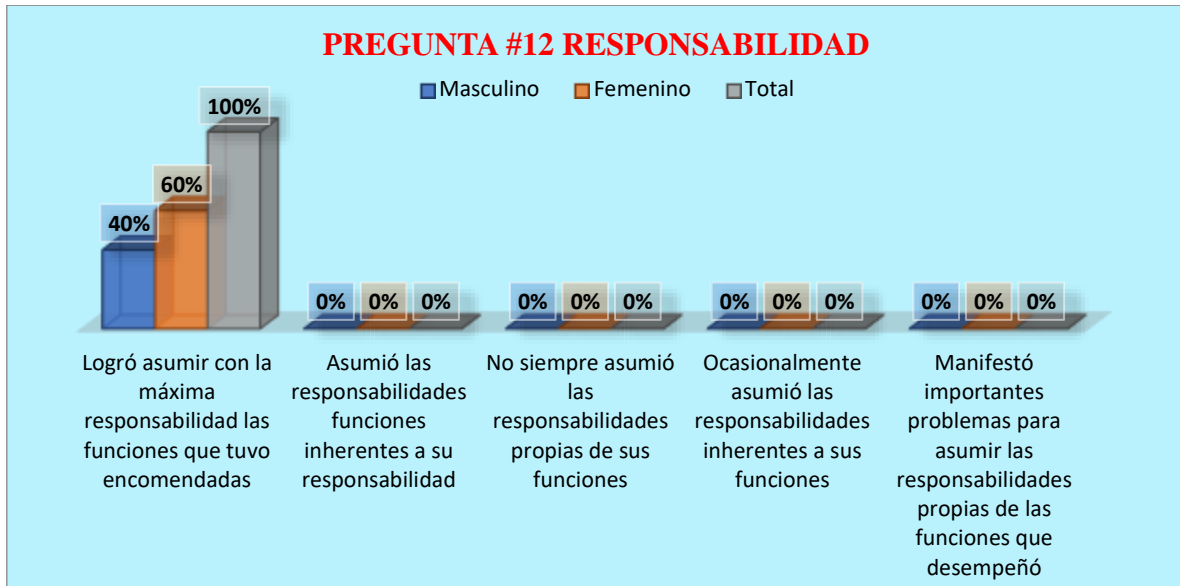 PREGUNTA #12 RESPONSABILIDAD
Masculino Femenino Total
100%
60%
40%
0% 0% 0% 0% 0% 0% 0% 0% 0% 0% 0% 0%
Logró asumir con la
máxima
responsabilidad las
funciones que tuvo
encomendadas
Asumió las
responsabilidades
funciones
inherentes a su
responsabilidad
No siempre asumió
las
responsabilidades
propias de sus
funciones
Ocasionalmente
asumió las
responsabilidades
inherentes a sus
funciones
Manifestó
importantes
problemas para
asumir las
responsabilidades
propias de las
funciones que
desempeñó